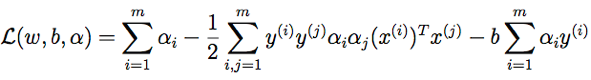 $$\mathcal{L}(w, b, \alpha) = \sum_{i=1}^{m} \alpha_i - \frac{1}{2} \sum_{i,j=1}^{m} y^{(i)} y^{(j)} \alpha_i \alpha_j (x^{(i)})^T x^{(j)} - b \sum_{i=1}^{m} \alpha_i y^{(i)}$$